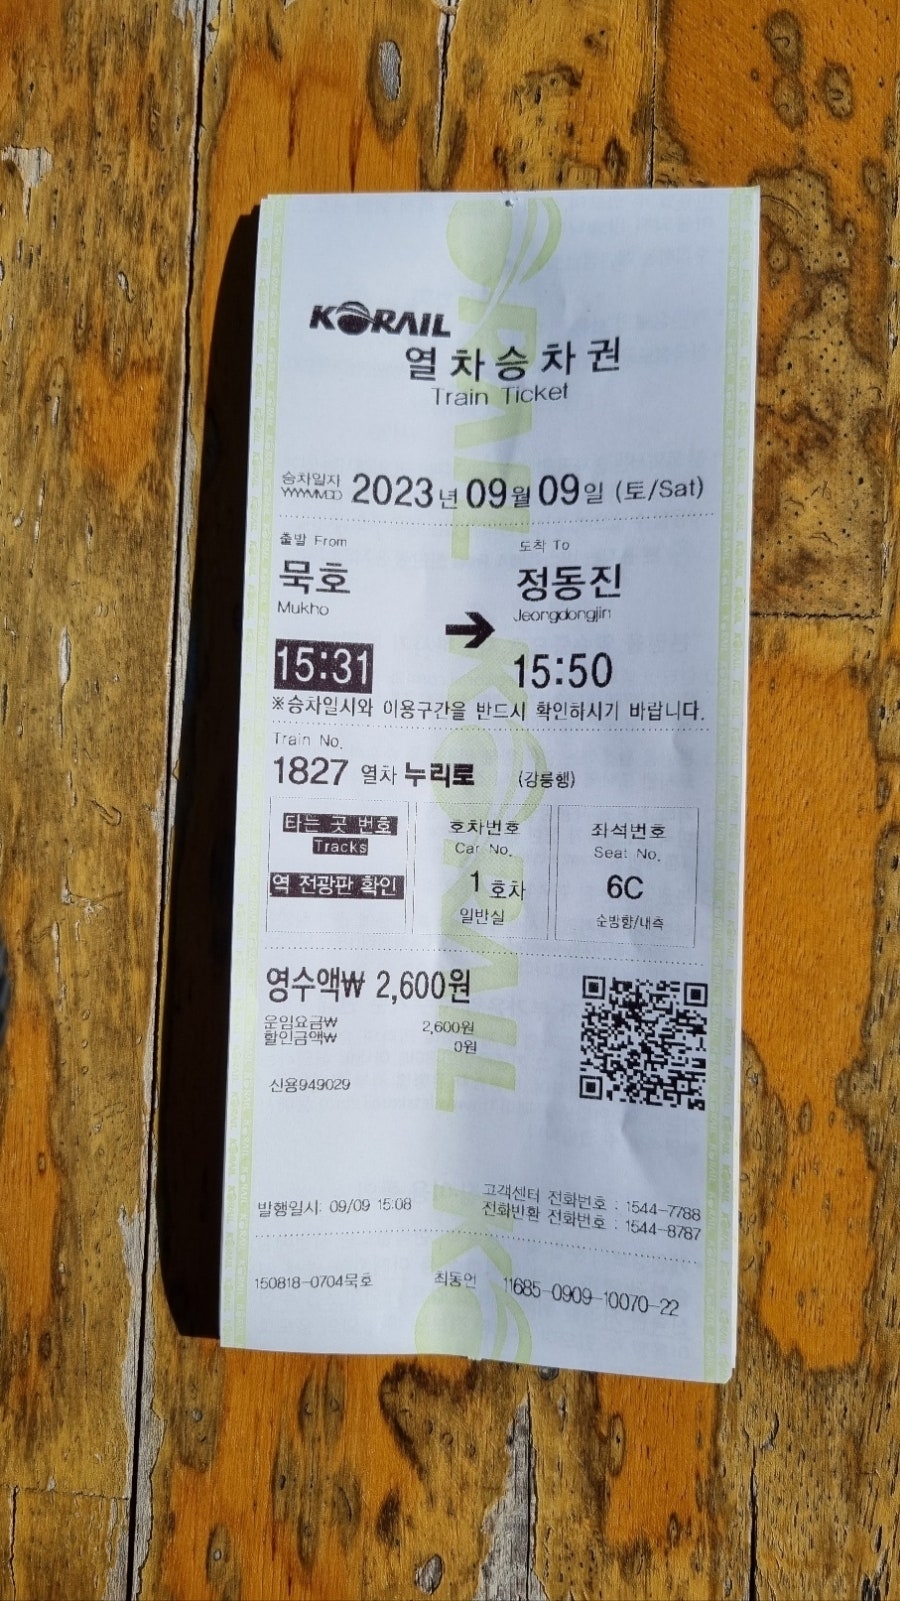 KORAIL
열차승차권
Train Ticket
승차일자
YYYYMMDD
2023년 09월 09일 (토/Sat)
출발 From
도착 To
묵호
정동진
Mukho
Jeongdongjin
15:31
15:50
※승차일시와 이용구간을 반드시 확인하시기 바랍니다.
Train No.
1827 열차 누리로 (강릉행)
타는 곳 번호
Tracks
역 전광판 확인
호차번호
Car No.
1 호차
일반실
좌석번호
Seat No.
6C
순방향/내측
영수액₩ 2,600원
운임요금₩ 2,600원
할인금액₩ 0원
신용949029
발행일시: 09/09 15:08
고객센터 전화번호 : 1544-7788
전화반환 전화번호 : 1544-8787
150818-0704묵호 최동언 11685-0909-10070-22